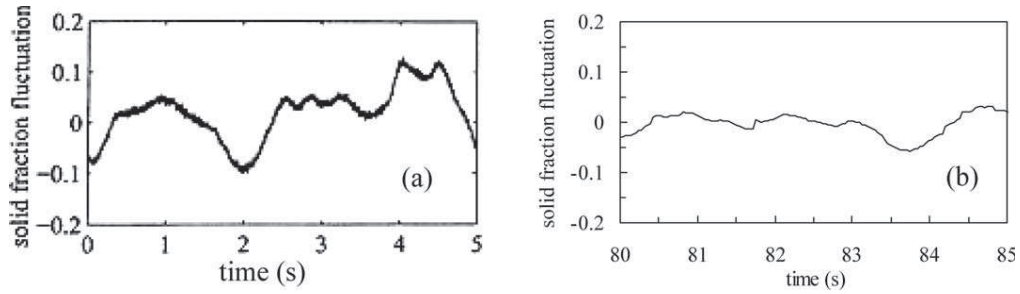 solid fraction fluctuation
0.2
0.1
0
−0.1
−0.2
(a)
0 1 2 3 4 5
time (s)
solid fraction fluctuation
0.2
0.1
0
-0.1
-0.2
(b)
80 81 82 83 84 85
time (s)